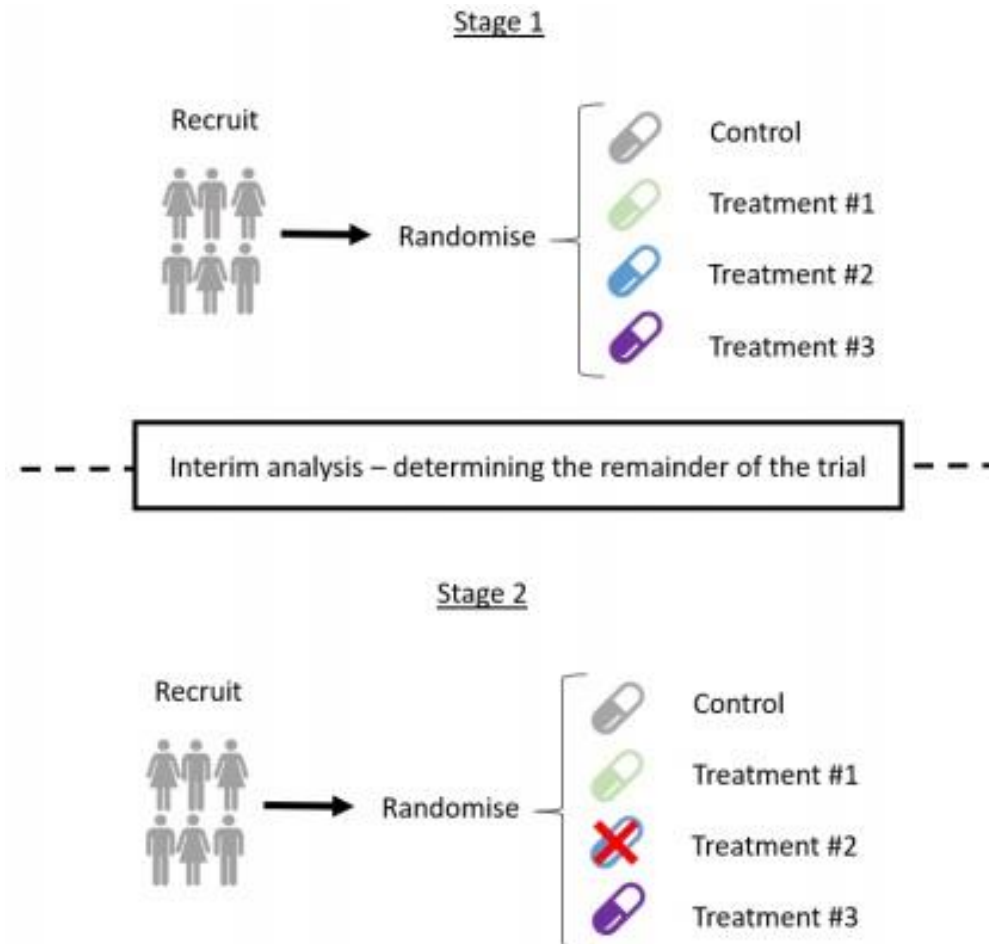 Stage 1
Recruit
Randomise
Control
Treatment #1
Treatment #2
Treatment #3
Interim analysis – determining the remainder of the trial
Stage 2
Recruit
Randomise
Control
Treatment #1
Treatment #2
Treatment #3